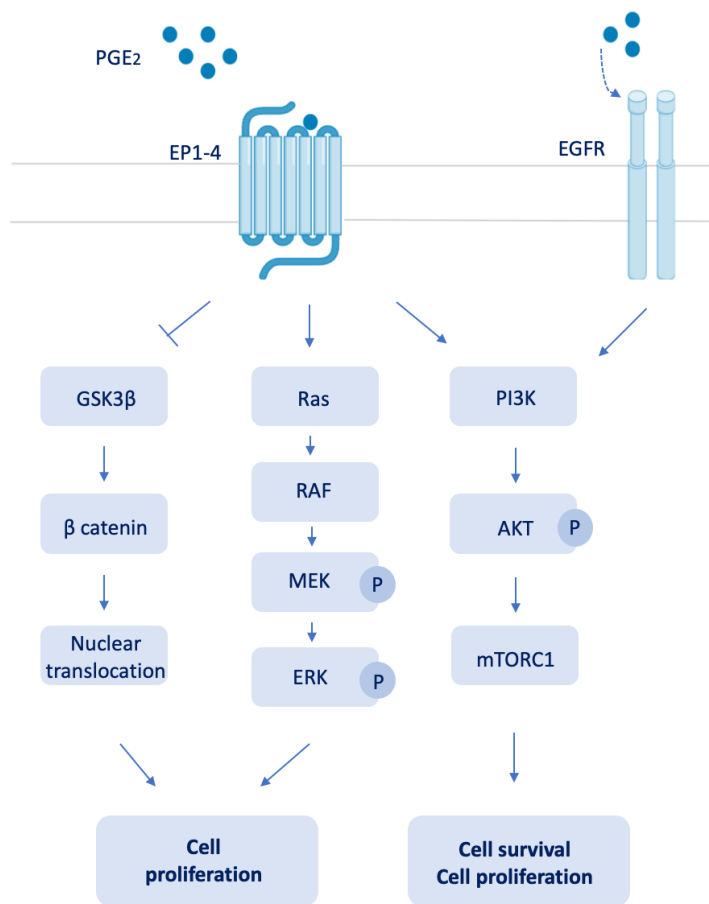 PGE2
EP1-4
EGFR
GSK3β
Ras
PI3K
RAF
β catenin
AKT
P
MEK
P
Nuclear
translocation
ERK
P
mTORC1
Cell
proliferation
Cell survival
Cell proliferation